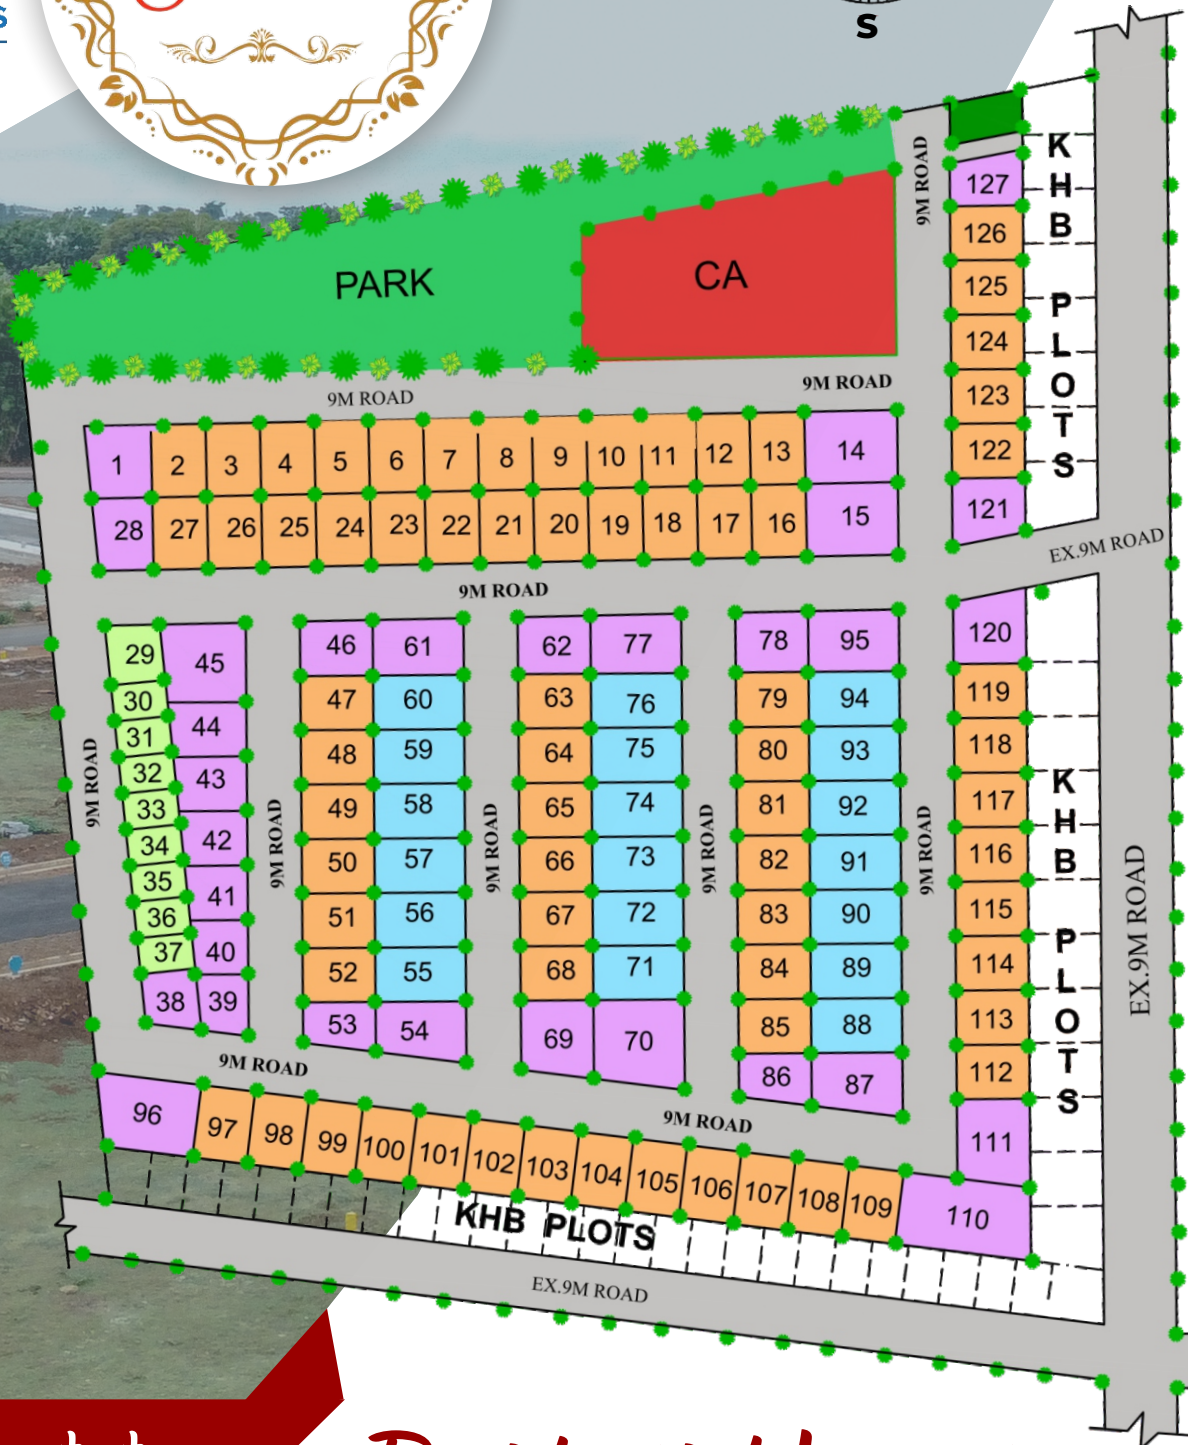 S
S
K
H
B
P
L
O
T
S
9M ROAD
127
126
125
124
123
122
121
PARK
CA
9M ROAD
9M ROAD
1 2 3 4 5 6 7 8 9 10 11 12 13 14
28 27 26 25 24 23 22 21 20 19 18 17 16 15
EX.9M ROAD
9M ROAD
29 45 46 61 62 77 78 95 120
30 44 47 60 63 76 79 94 119
31 43 48 59 64 75 80 93 118
32 42 49 58 65 74 81 92 117
33 41 50 57 66 73 82 91 116
34 40 51 56 67 72 83 90 115
35 39 52 55 68 71 84 89 114
36 38 53 54 69 70 85 88 113
37 86 87 112
111
9M ROAD
9M ROAD
9M ROAD
9M ROAD
9M ROAD
K
H
B
P
L
O
T
S
EX.9M ROAD
9M ROAD
9M ROAD
96 97 98 99 100 101 102 103 104 105 106 107 108 109 110
KHB PLOTS
EX.9M ROAD